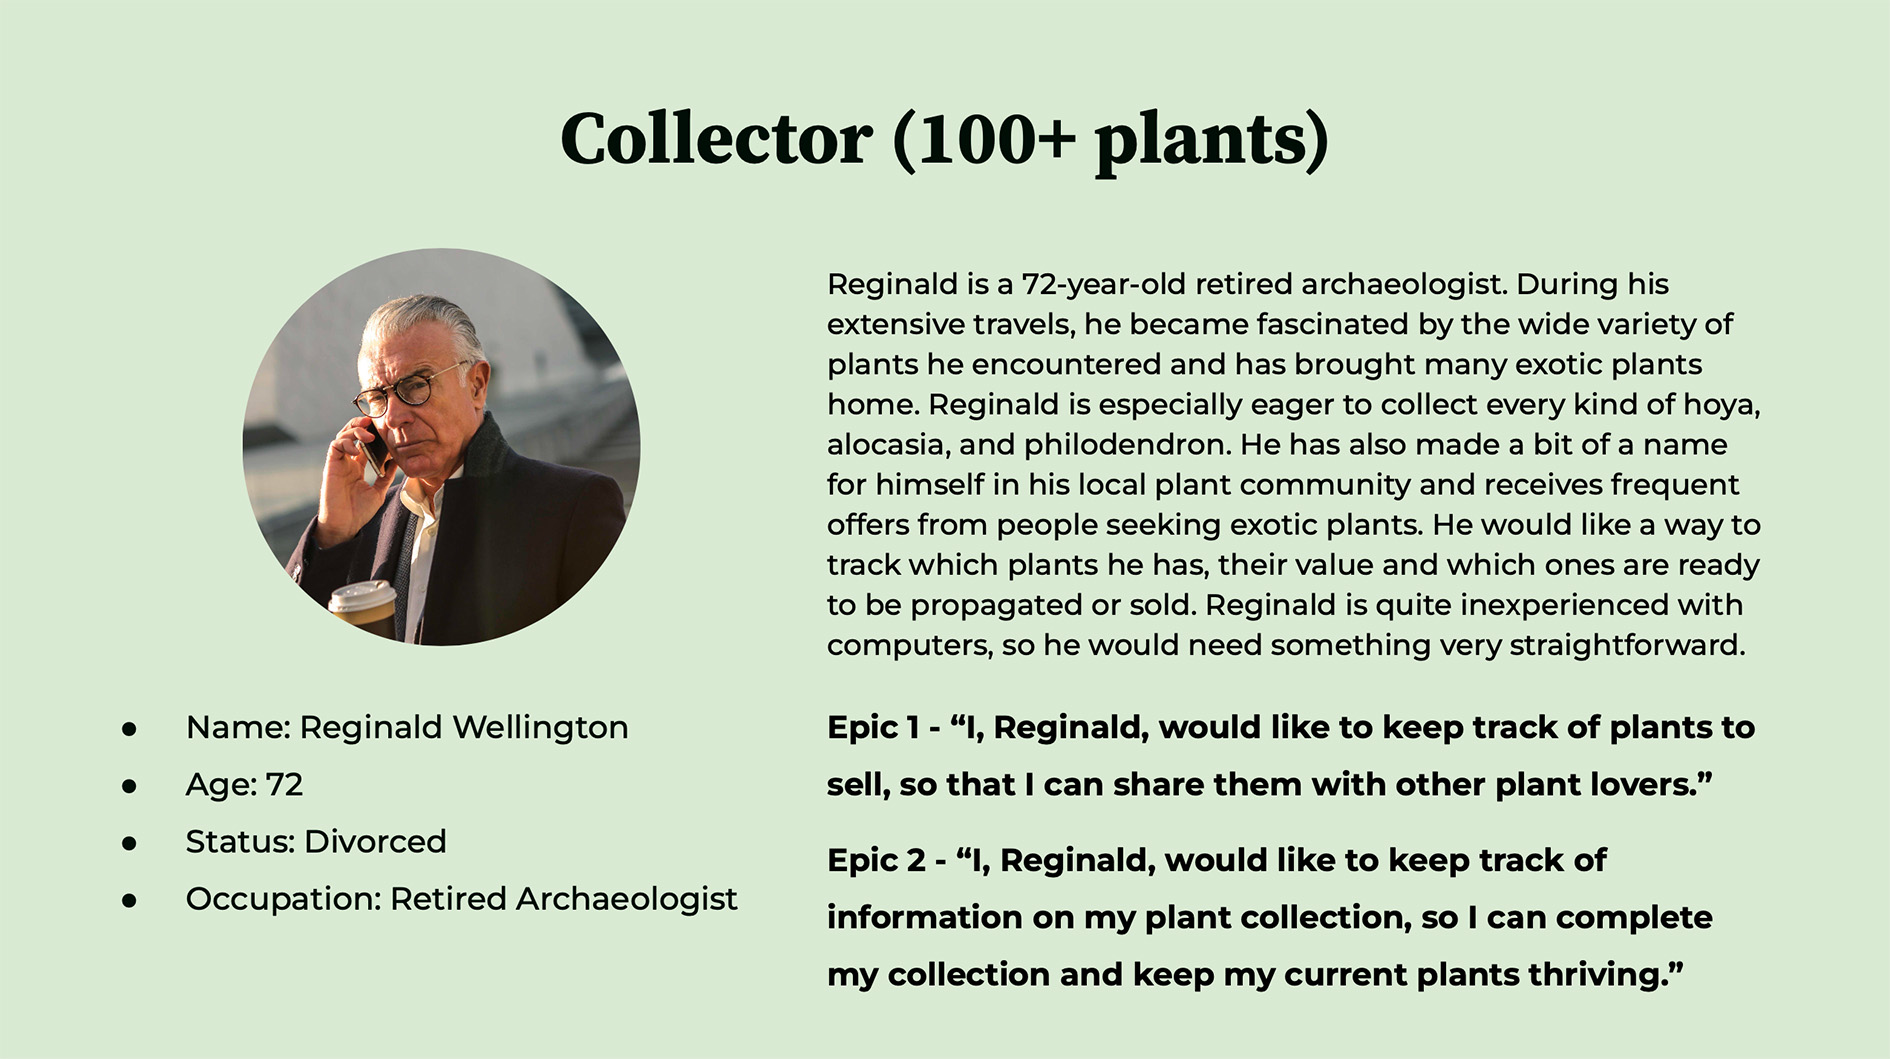 Collector (100+ plants)
Reginald is a 72-year-old retired archaeologist. During his
extensive travels, he became fascinated by the wide variety of
plants he encountered and has brought many exotic plants
home. Reginald is especially eager to collect every kind of hoya,
alocasia, and philodendron. He has also made a bit of a name
for himself in his local plant community and receives frequent
offers from people seeking exotic plants. He would like a way to
track which plants he has, their value and which ones are ready
to be propagated or sold. Reginald is quite inexperienced with
computers, so he would need something very straightforward.
● Name: Reginald Wellington
● Age: 72
● Status: Divorced
● Occupation: Retired Archaeologist
Epic 1 - “I, Reginald, would like to keep track of plants to
sell, so that I can share them with other plant lovers.”
Epic 2 - “I, Reginald, would like to keep track of
information on my plant collection, so I can complete
my collection and keep my current plants thriving.”